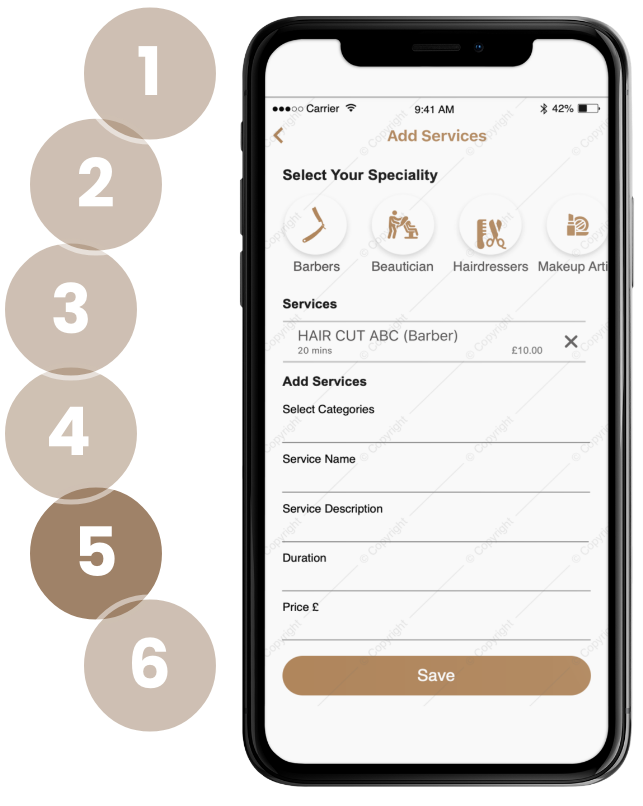 1
2
3
4
5
6
Carrier 9:41 AM 42%
Add Services
Select Your Speciality
Barbers Beautician Hairdressers Makeup Arti
Services
HAIR CUT ABC (Barber)
20 mins £10.00
Add Services
Select Categories
Service Name
Service Description
Duration
Price £
Save
© Copyright